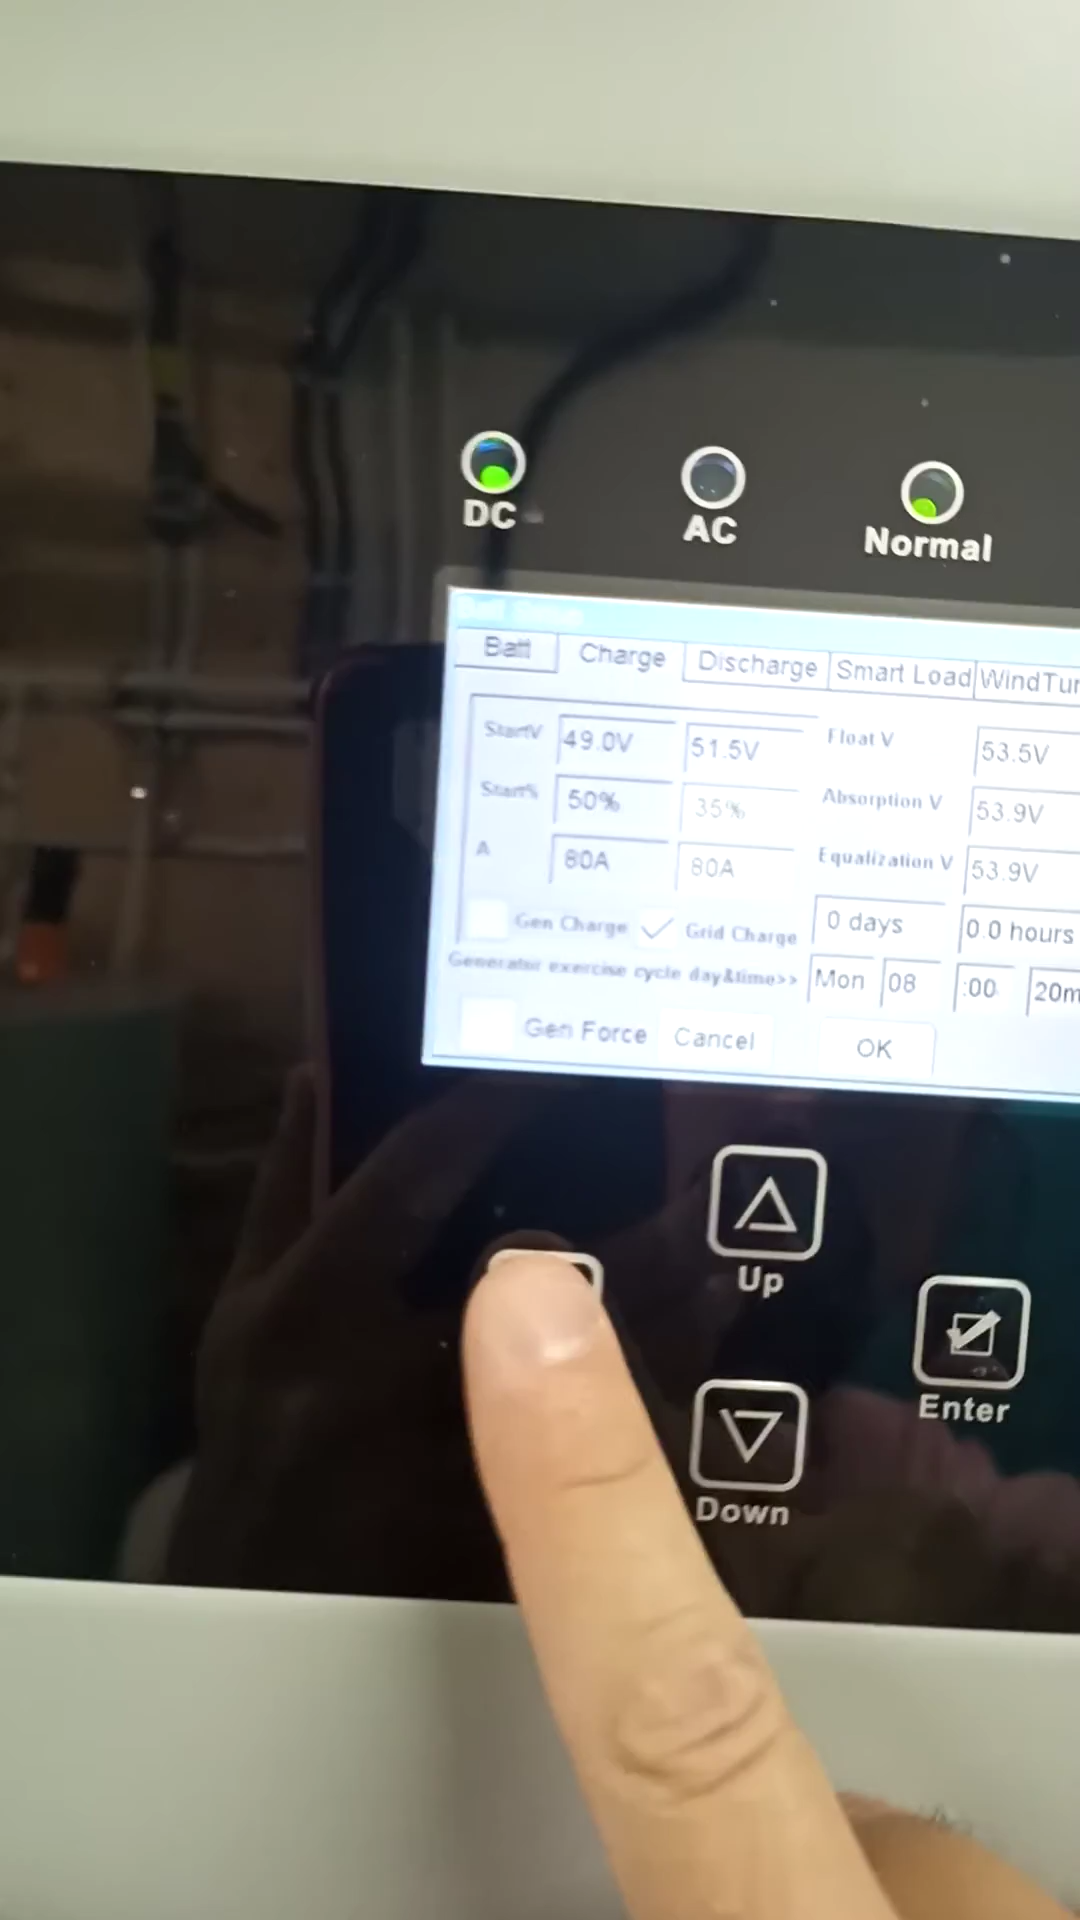 DC
AC
Normal
Batt Charge Discharge Smart Load WindTur
StartV 49.0V 51.5V Float V 53.5V
Start% 50% 35% Absorption V 53.9V
A 80A 80A Equalization V 53.9V
Gen Charge Grid Charge 0 days 0.0 hours
Generator exercise cycle day&time>> Mon 08 :00 20m
Gen Force Cancel OK
Up
Enter
Down